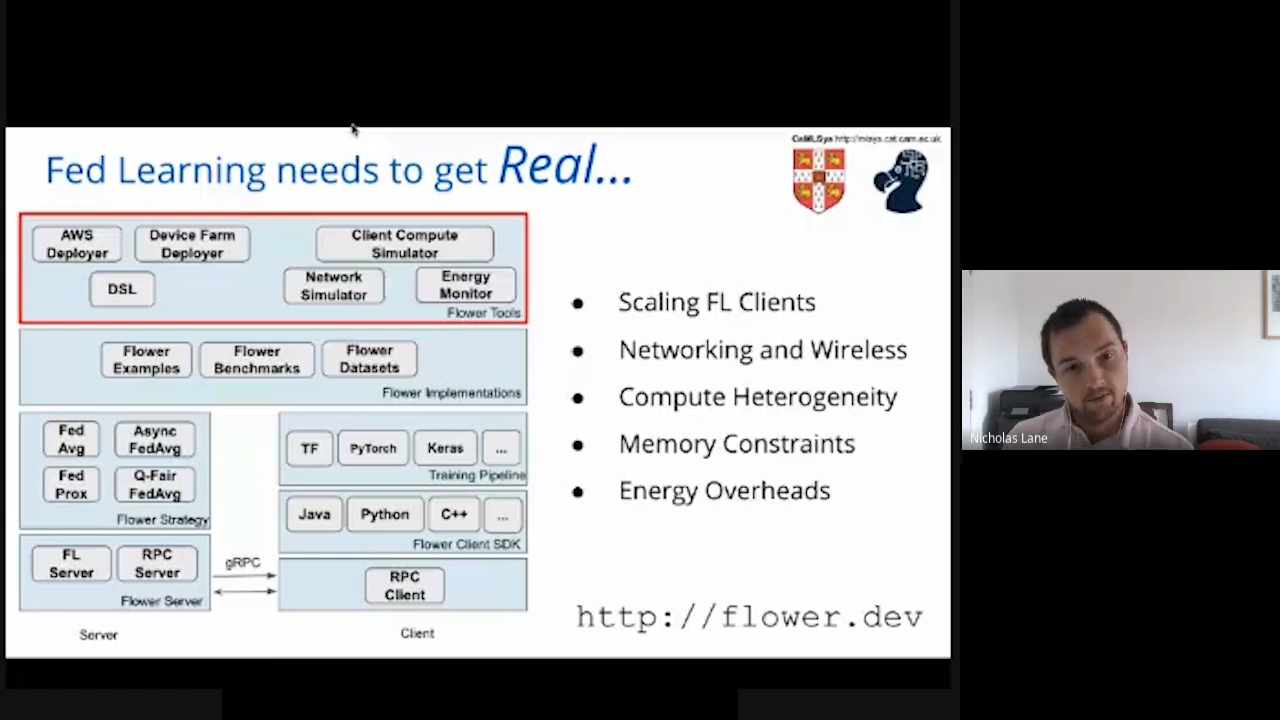 CaMLSys http://mlsys.cst.cam.ac.uk
Fed Learning needs to get Real...
AWS
Deployer
Device Farm
Deployer
Client Compute
Simulator
DSL
Network
Simulator
Energy
Monitor
Flower Tools
Flower
Examples
Flower
Benchmarks
Flower
Datasets
Flower Implementations
Fed
Avg
Async
FedAvg
Fed
Prox
Q-Fair
FedAvg
Flower Strategy
TF
PyTorch
Keras
...
Training Pipeline
Java
Python
C++
...
Flower Client SDK
FL
Server
RPC
Server
Flower Server
gRPC
RPC
Client
Server
Client
• Scaling FL Clients
• Networking and Wireless
• Compute Heterogeneity
• Memory Constraints
• Energy Overheads
http://flower.dev
Nicholas Lane